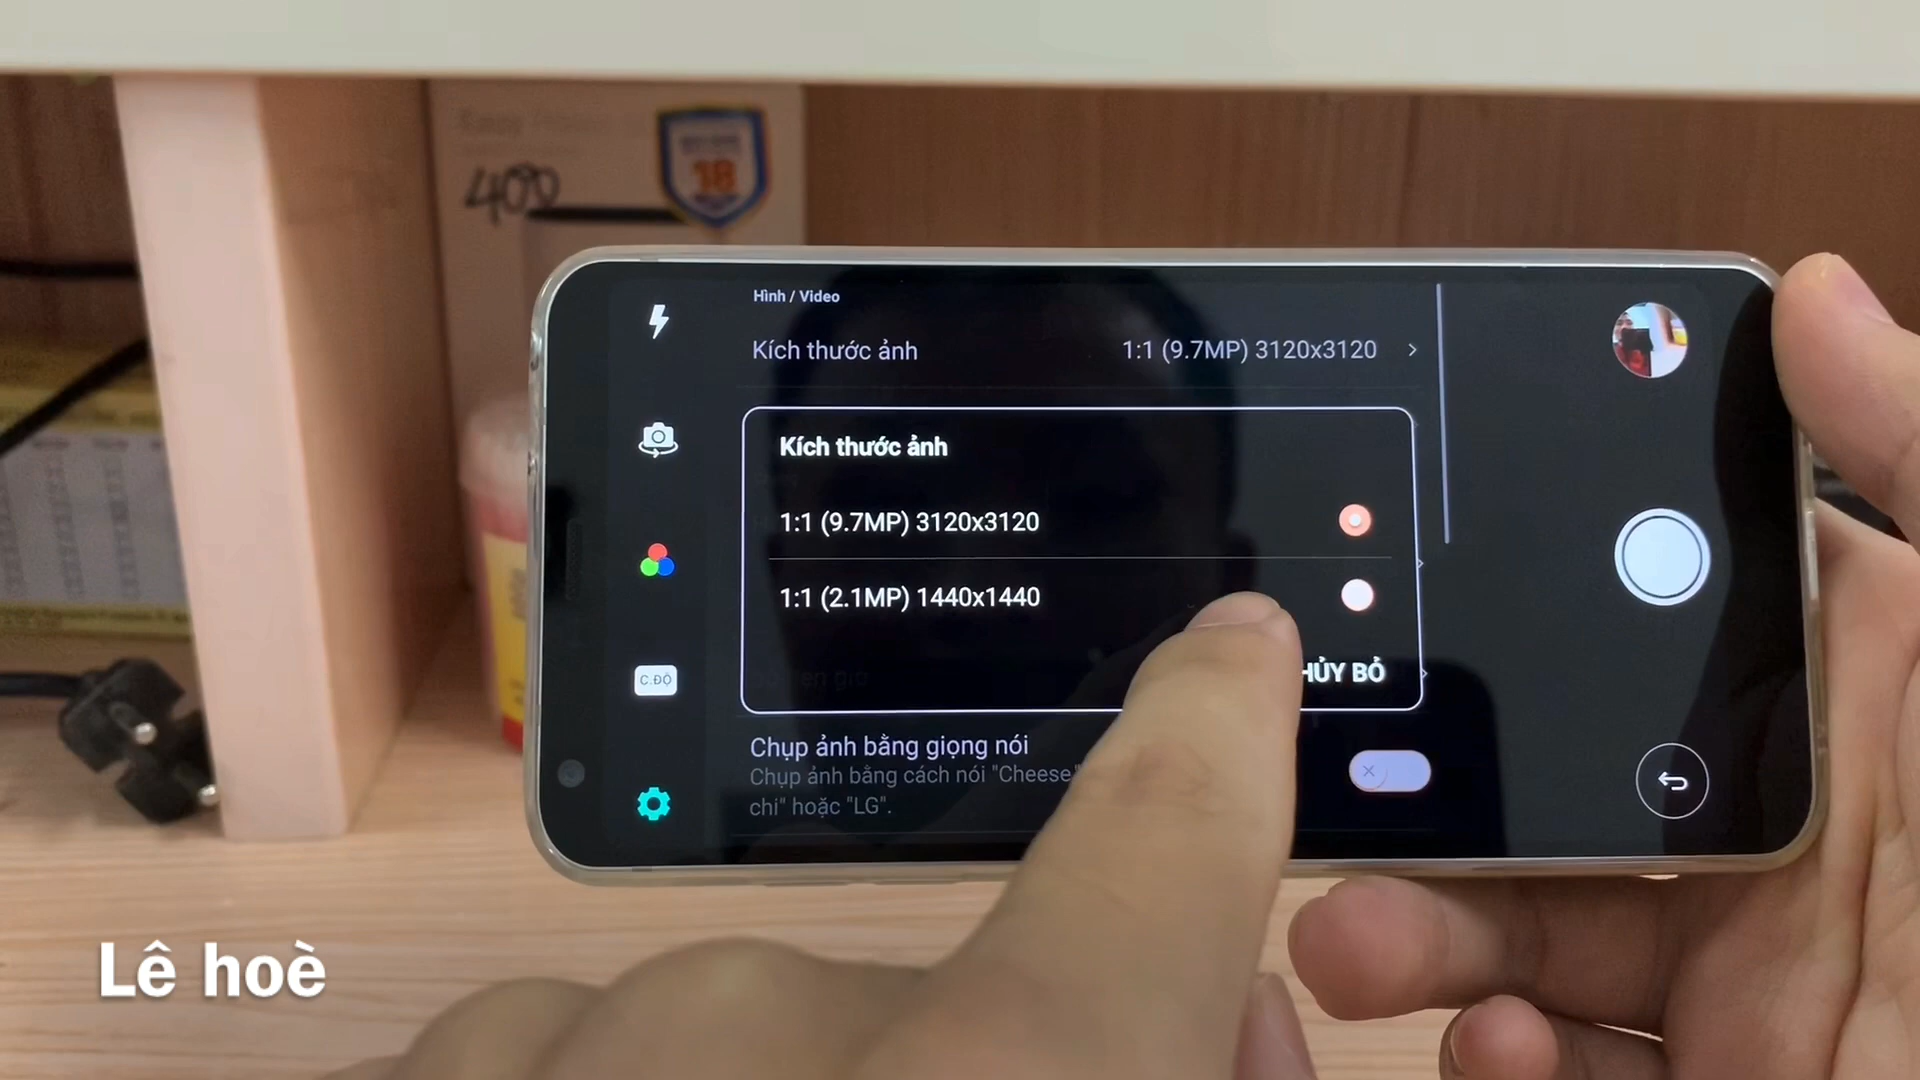 400
18
Hình / Video
Kích thước ảnh 1:1 (9.7MP) 3120x3120
Kích thước ảnh
1:1 (9.7MP) 3120x3120
1:1 (2.1MP) 1440x1440
HỦY BỎ
C.ĐỘ
Chụp ảnh bằng giọng nói
Chụp ảnh bằng cách nói "Cheese
chi" hoặc "LG".
Lê hoè